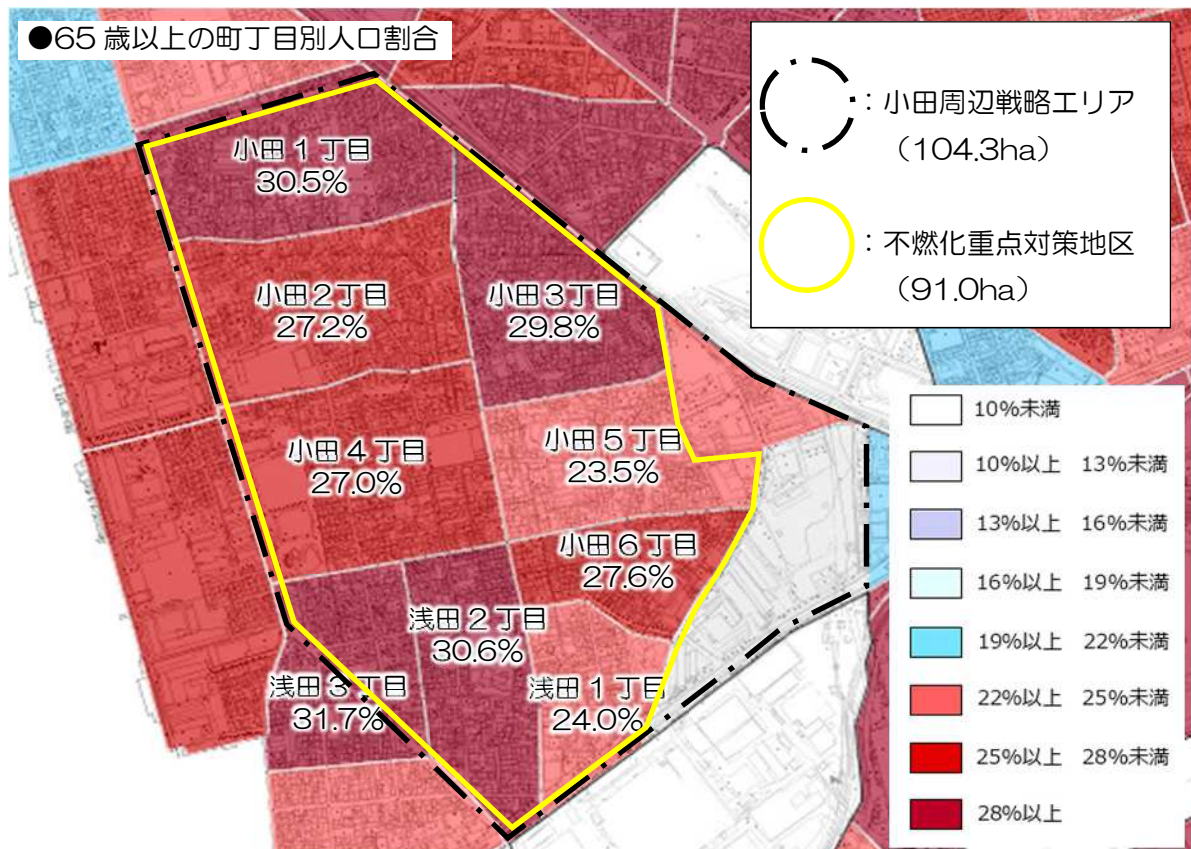 ●65歳以上の町丁目別人口割合
:小田周辺戦略エリア
(104.3ha)
:不燃化重点対策地区
(91.0ha)
小田1丁目
30.5%
小田2丁目
27.2%
小田3丁目
29.8%
小田4丁目
27.0%
小田5丁目
23.5%
小田6丁目
27.6%
浅田2丁目
30.6%
浅田3丁目
31.7%
浅田1丁目
24.0%
10%未満
10%以上 13%未満
13%以上 16%未満
16%以上 19%未満
19%以上 22%未満
22%以上 25%未満
25%以上 28%未満
28%以上